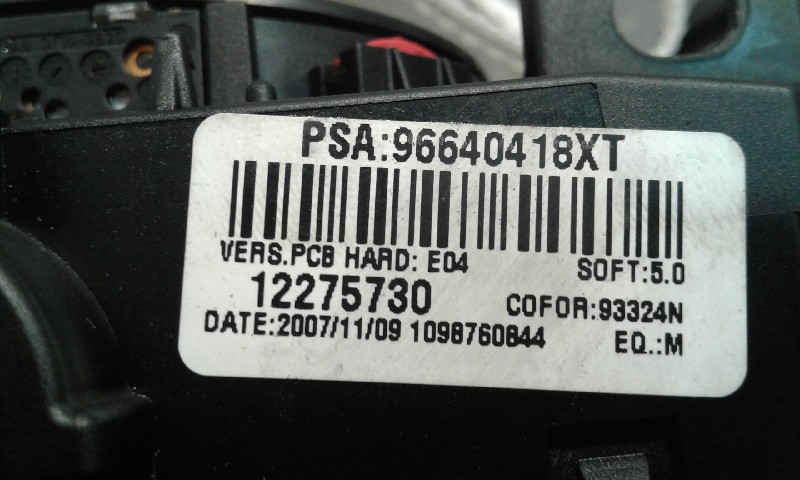 PSA:96640418XT
VERS.PCB HARD: E04
SOFT:5.0
12275730
COFOR:93324N
DATE:2007/11/09 1098760844
EQ.:M